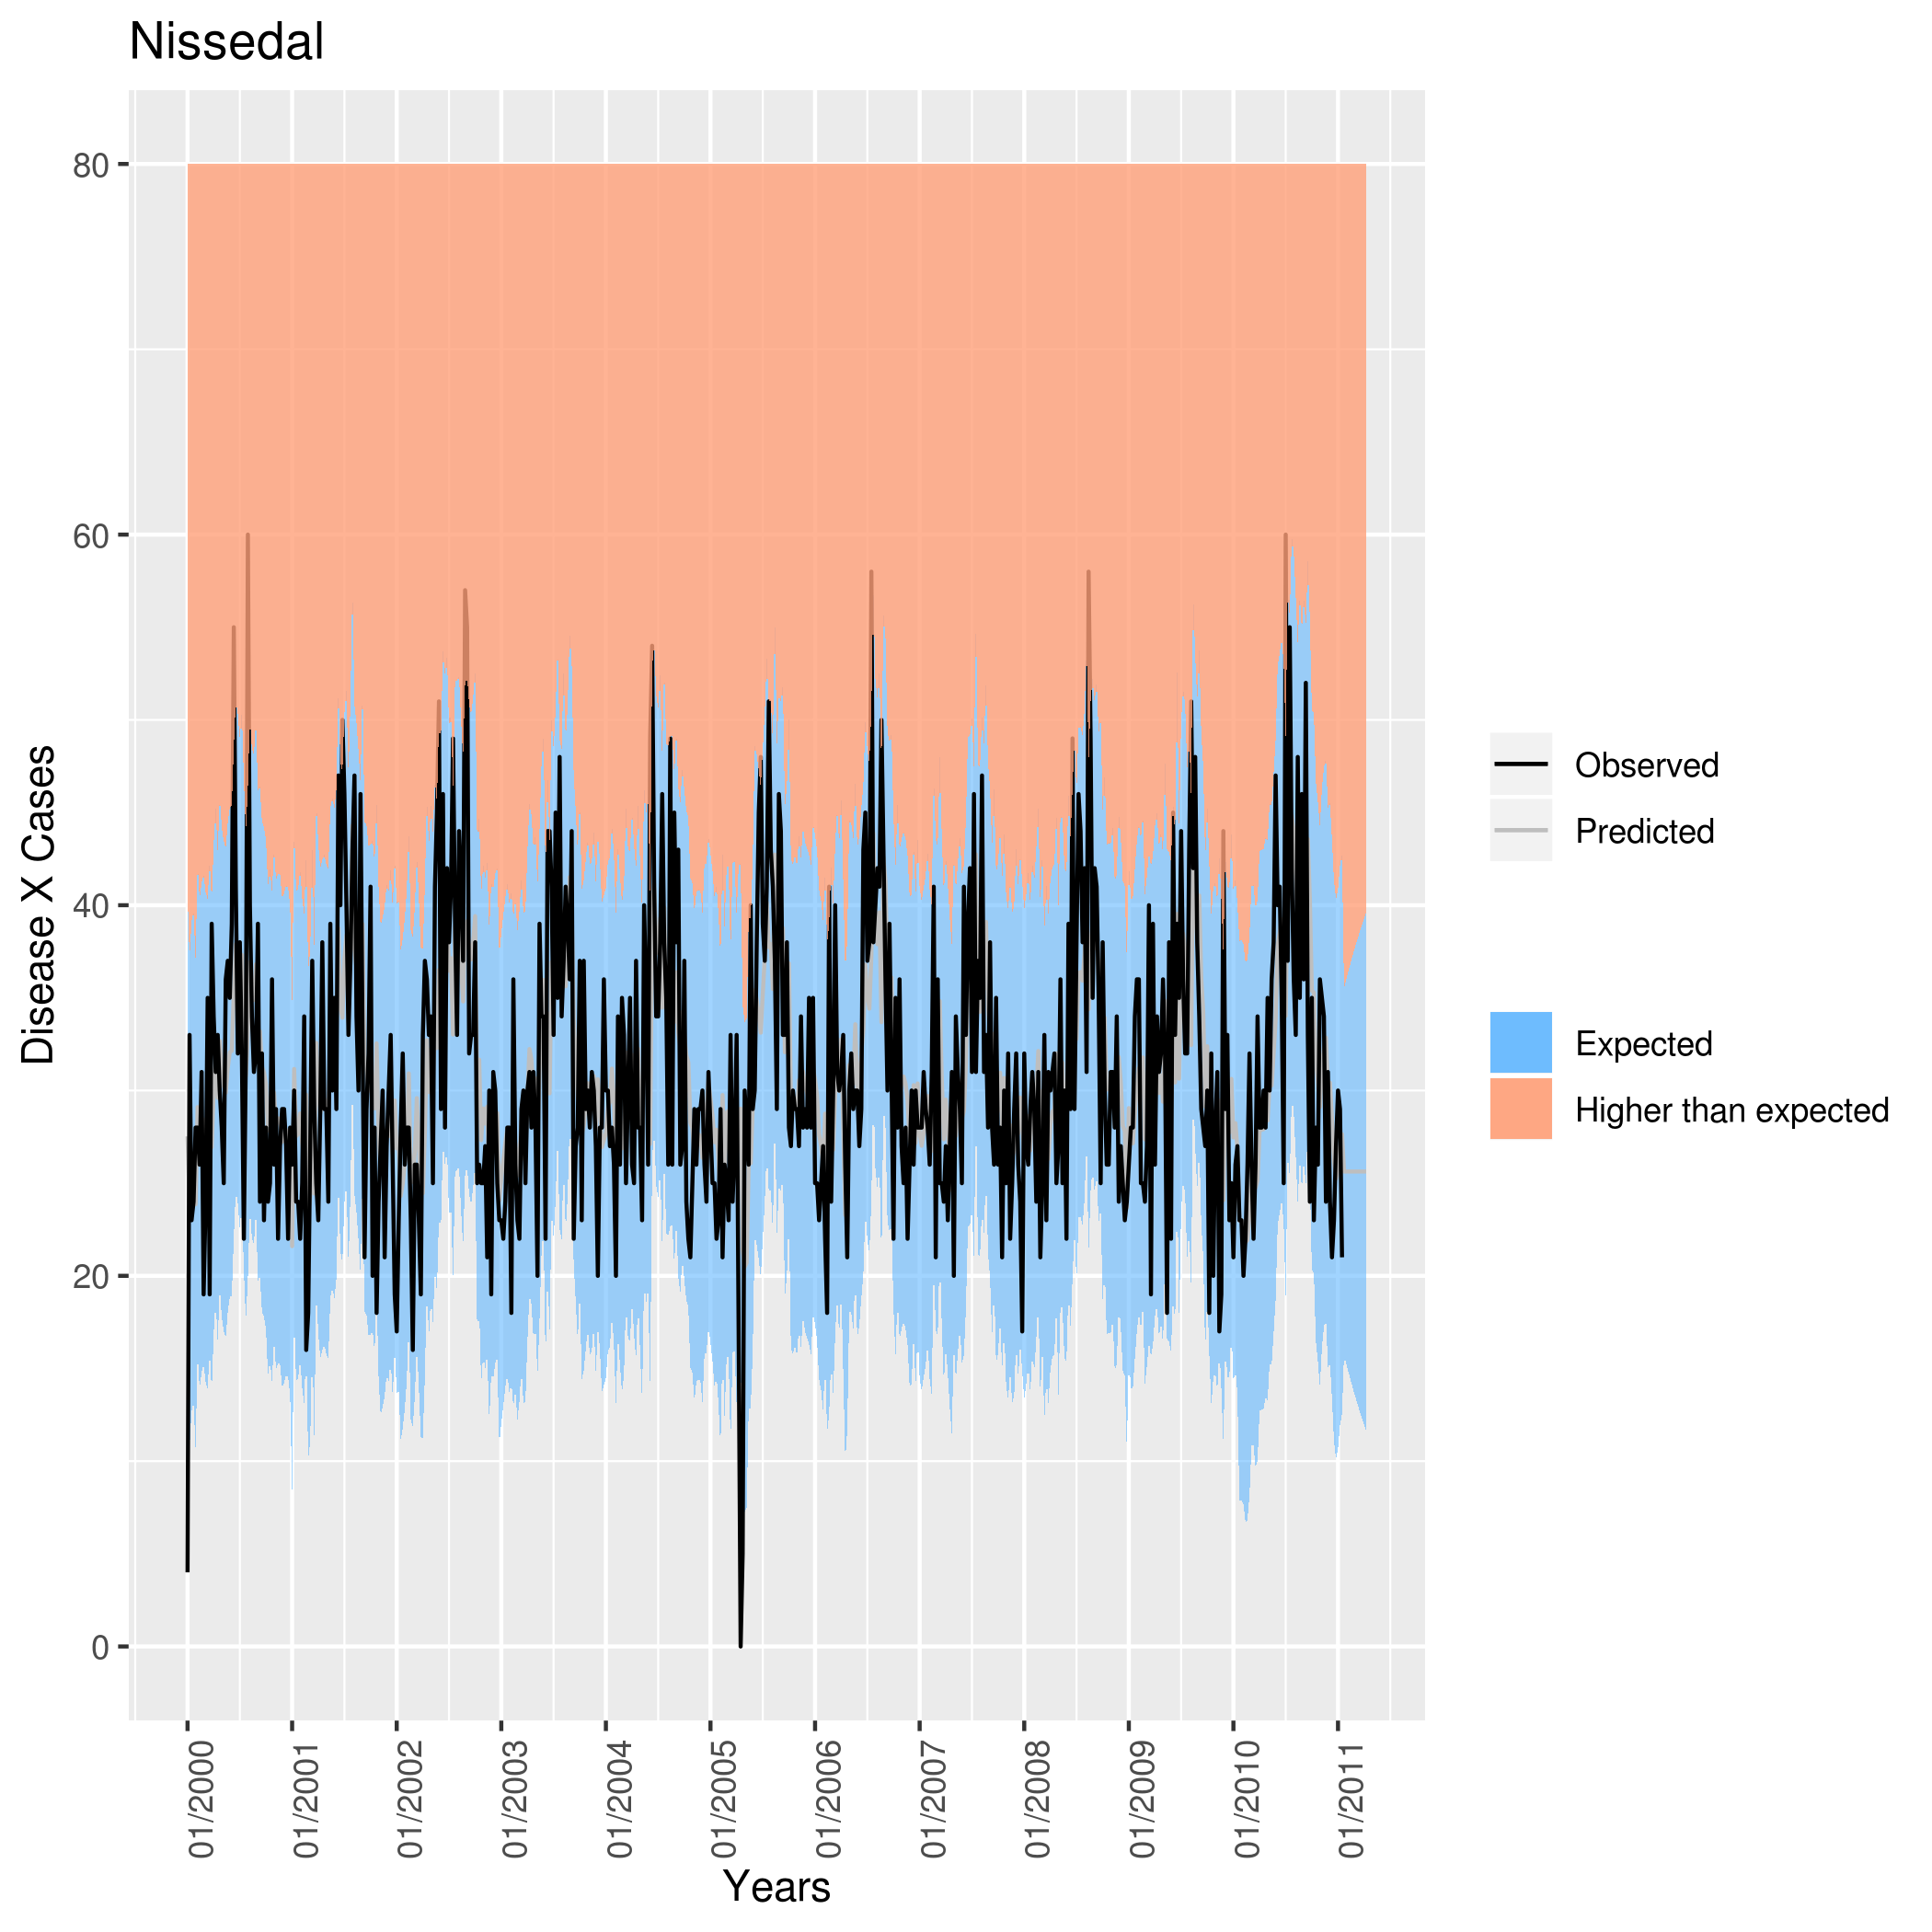 Nissedal
Disease X Cases
80
60
40
20
0
01/2000
01/2001
01/2002
01/2003
01/2004
01/2005
01/2006
01/2007
01/2008
01/2009
01/2010
01/2011
Years
Observed
Predicted
Expected
Higher than expected